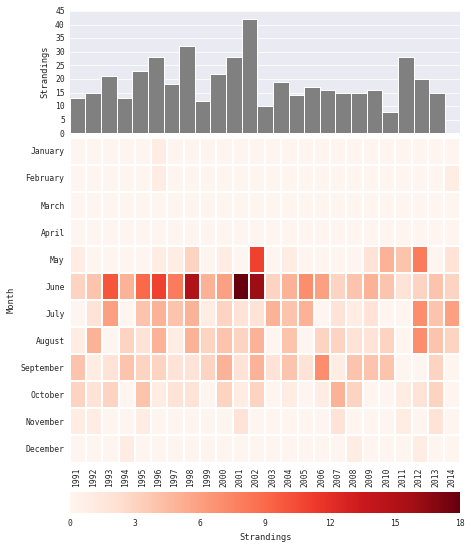 45
40
35
30
25
20
15
10
5
0
Strandings
January
February
March
April
May
June
July
August
September
October
November
December
Month
1991 1992 1993 1994 1995 1996 1997 1998 1999 2000 2001 2002 2003 2004 2005 2006 2007 2008 2009 2010 2011 2012 2013 2014
0 3 6 9 12 15 18
Strandings